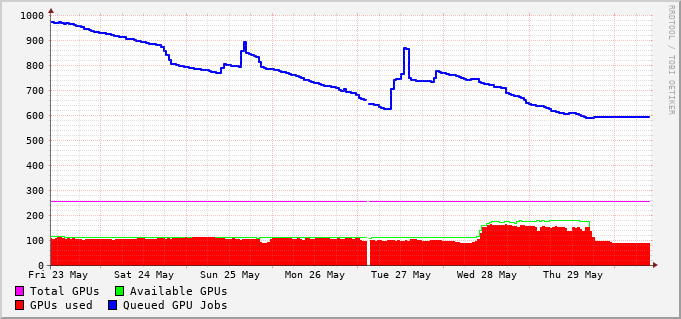 1000
900
800
700
600
500
400
300
200
100
0
Fri 23 May Sat 24 May Sun 25 May Mon 26 May Tue 27 May Wed 28 May Thu 29 May
Total GPUs Available GPUs
GPUs used Queued GPU Jobs
RRDTOOL / TOBI OETIKER